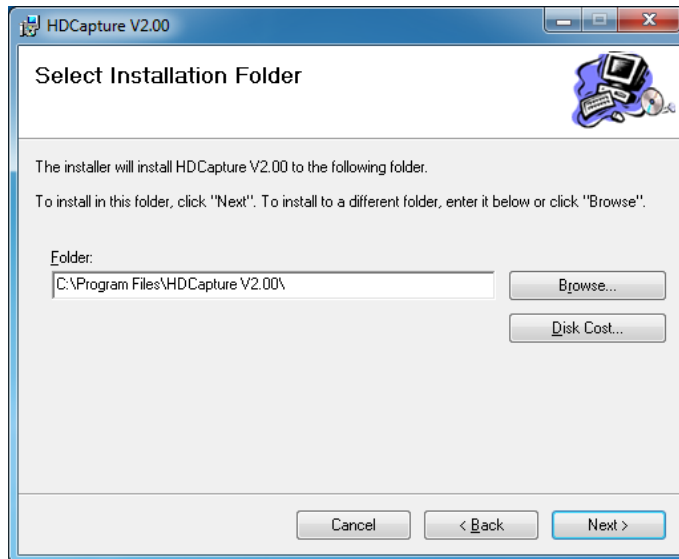 HDCapture V2.00
Select Installation Folder
The installer will install HDCapture V2.00 to the following folder.
To install in this folder, click "Next". To install to a different folder, enter it below or click "Browse".
Folder:
C:\Program Files\HDCapture V2.00\
Browse...
Disk Cost...
Cancel
< Back
Next >